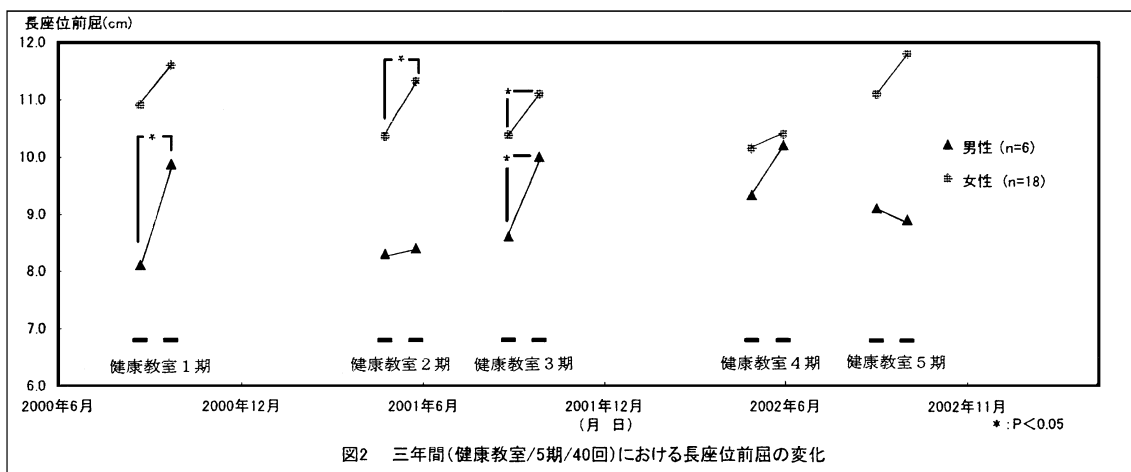 長座位前屈(cm)
12.0
11.0
10.0
9.0
8.0
7.0
6.0
*
*
*
*
▲ 男性 (n=6)
女性 (n=18)
健康教室1期
健康教室2期
健康教室3期
健康教室4期
健康教室5期
2000年6月
2000年12月
2001年6月
2001年12月
2002年6月
2002年11月
(月 日)
* :P<0.05
図2 三年間(健康教室/5期/40回)における長座位前屈の変化